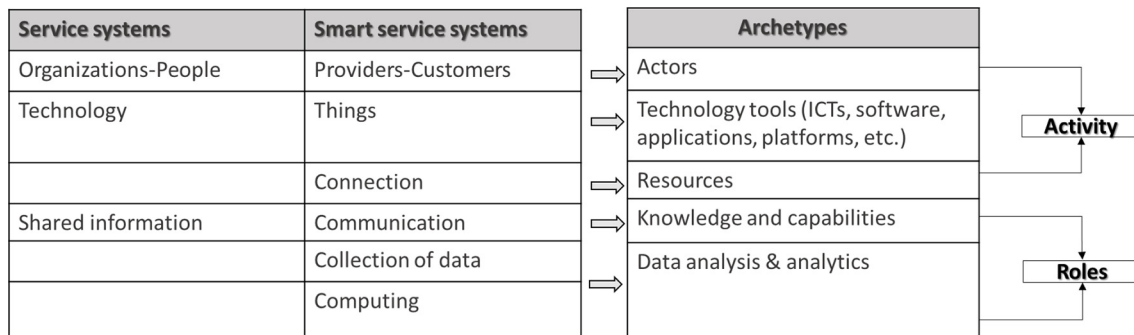 Service systems
Smart service systems
Archetypes
Organizations-People
Providers-Customers
Actors
Technology
Things
Technology tools (ICTs, software,
applications, platforms, etc.)
Activity
Connection
Resources
Shared information
Communication
Knowledge and capabilities
Collection of data
Data analysis & analytics
Roles
Computing